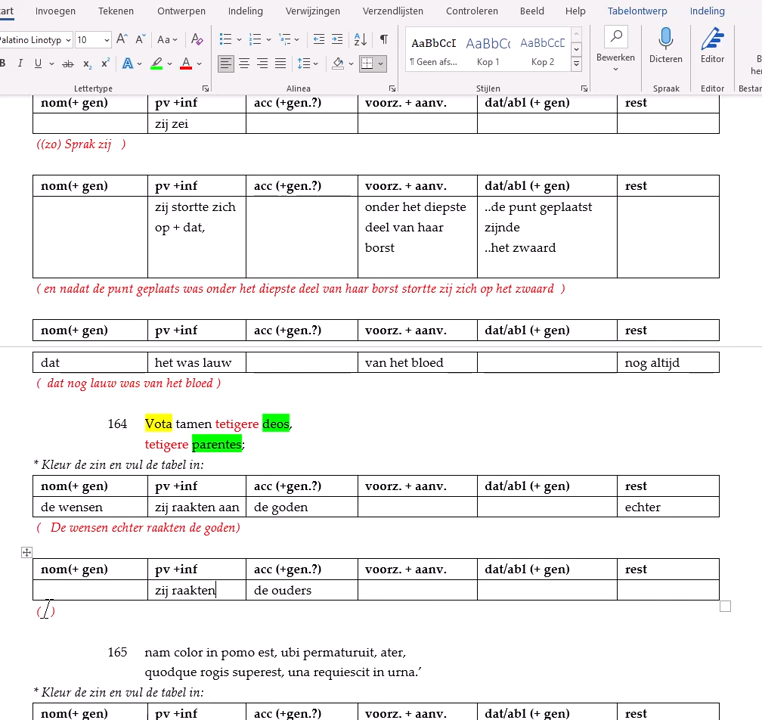 Invoegen Tekenen Ontwerpen Indeling Verwijzingen Verzendlijsten Controleren Beeld Help Tabelontwerp Indeling
Palatino Linotyp 10 Aa
AaBbCcI AaBbC( AaBbCcD
I U ab x₂ x² A A
¶ Geen afs... Kop 1 Kop 2
Bewerken Dicteren Editor
Lettertype Alinea Stijlen Spraak Editor
nom(+ gen) pv +inf acc (+gen.?) voorz. + aanv. dat/abl (+ gen) rest
zij zei
((zo) Sprak zij )
nom(+ gen) pv +inf acc (+gen.?) voorz. + aanv. dat/abl (+ gen) rest
zij stortte zich onder het diepste ..de punt geplaatst
op + dat, deel van haar zijnde
borst ..het zwaard
( en nadat de punt geplaats was onder het diepste deel van haar borst stortte zij zich op het zwaard )
nom(+ gen) pv +inf acc (+gen.?) voorz. + aanv. dat/abl (+ gen) rest
dat het was lauw van het bloed nog altijd
( dat nog lauw was van het bloed )
164 Vota tamen tetigere deos,
tetigere parentes;
* Kleur de zin en vul de tabel in:
nom(+ gen) pv +inf acc (+gen.?) voorz. + aanv. dat/abl (+ gen) rest
de wensen zij raakten aan de goden echter
( De wensen echter raakten de goden)
nom(+ gen) pv +inf acc (+gen.?) voorz. + aanv. dat/abl (+ gen) rest
zij raakten de ouders
( )
165 nam color in pomo est, ubi permaturuit, ater,
quodque rogis superest, una requiescit in urna.’
* Kleur de zin en vul de tabel in:
nom(+ gen) pv +inf acc (+gen.?) voorz. + aanv. dat/abl (+ gen) rest